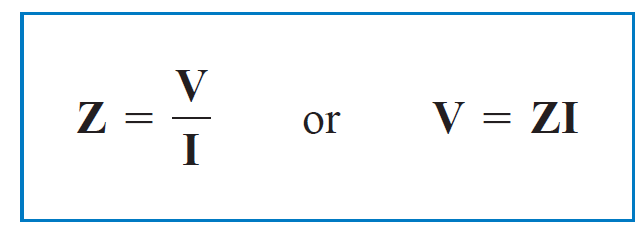 Z = V/I or V = ZI